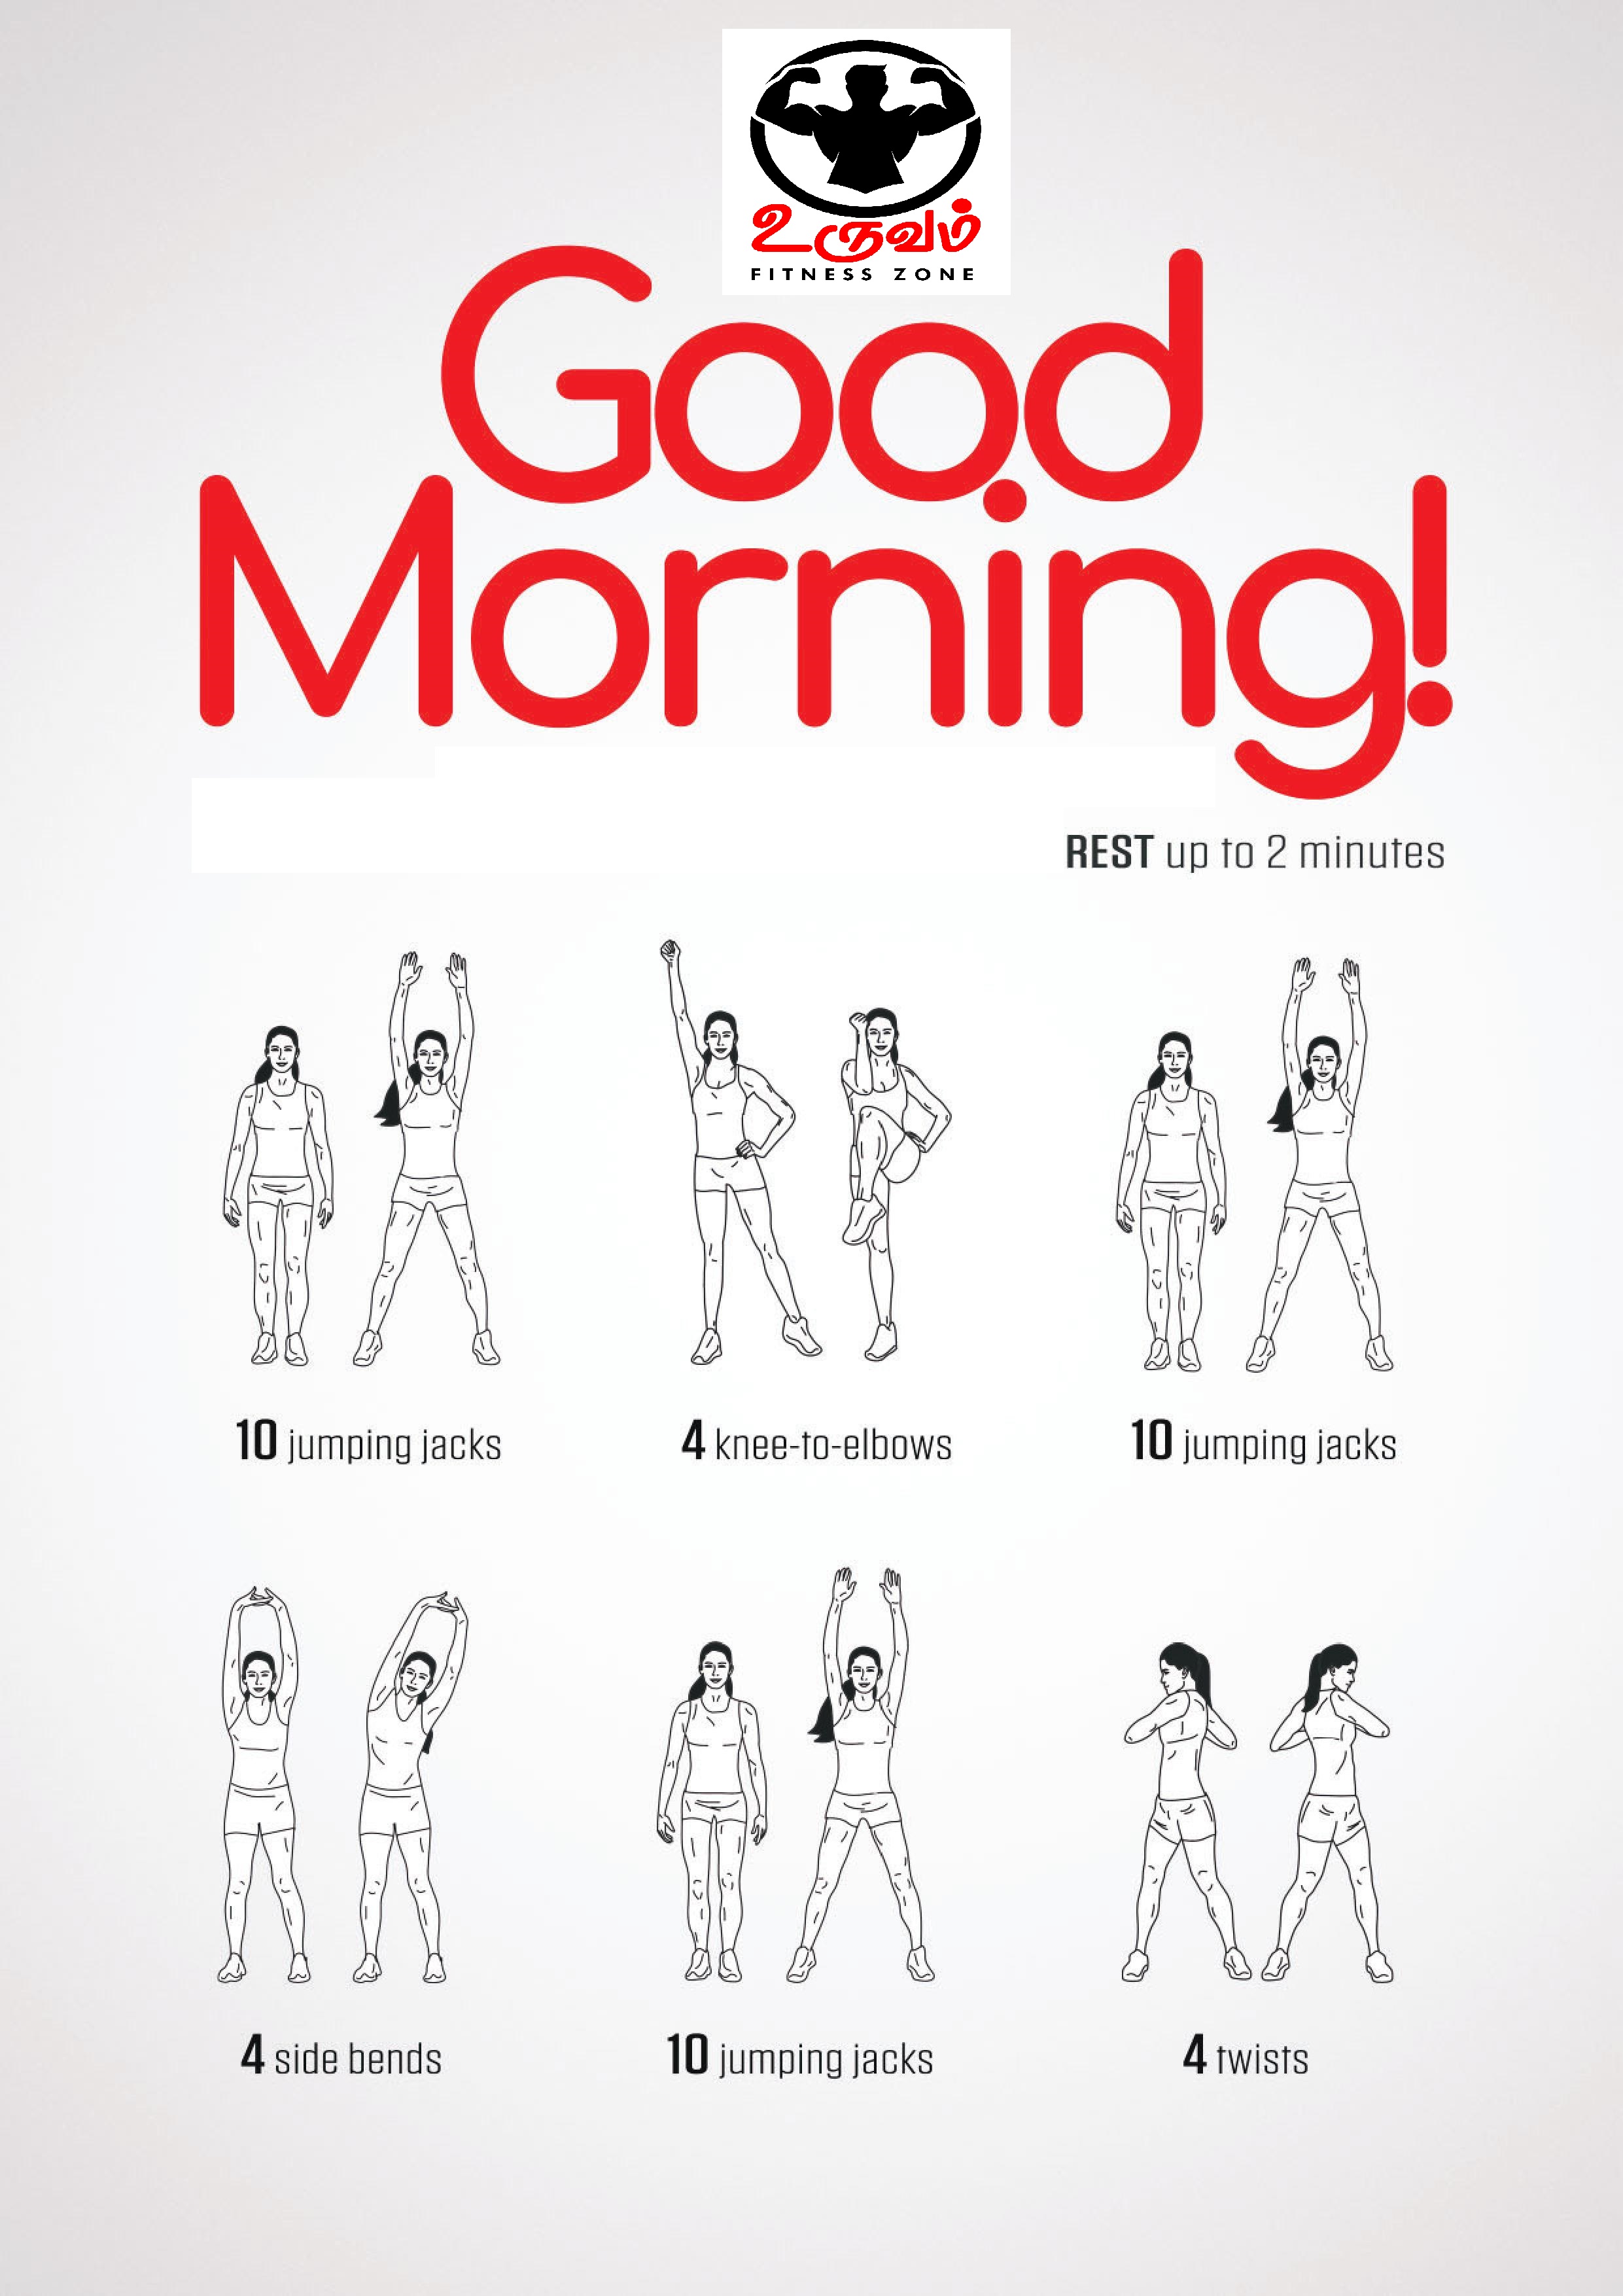 உருவம்
FITNESS ZONE
Good
Morning!
REST up to 2 minutes
10 jumping jacks
4 knee-to-elbows
10 jumping jacks
4 side bends
10 jumping jacks
4 twists